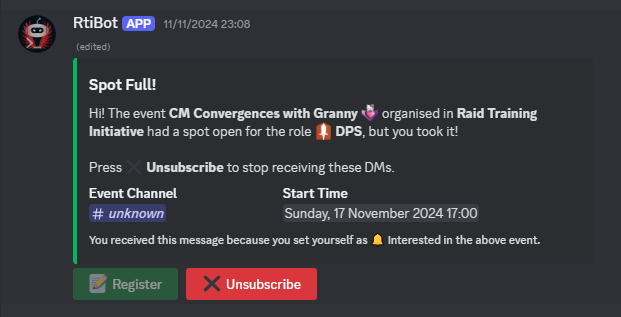 RtiBot APP 11/11/2024 23:08
(edited)
Spot Full!
Hi! The event CM Convergences with Granny organised in Raid Training
Initiative had a spot open for the role DPS, but you took it!
Press ✕ Unsubscribe to stop receiving these DMs.
Event Channel Start Time
# unknown Sunday, 17 November 2024 17:00
You received this message because you set yourself as 🔔 Interested in the above event.
📝 Register ✕ Unsubscribe